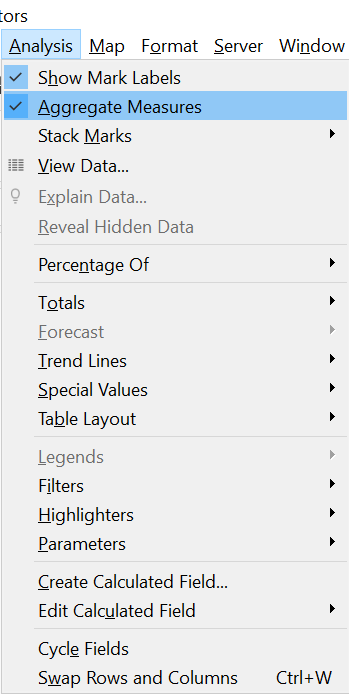 tors
Analysis Map Format Server Window
Show Mark Labels
Aggregate Measures
Stack Marks
View Data...
Explain Data...
Reveal Hidden Data
Percentage Of
Totals
Forecast
Trend Lines
Special Values
Table Layout
Legends
Filters
Highlighters
Parameters
Create Calculated Field...
Edit Calculated Field
Cycle Fields
Swap Rows and Columns Ctrl+W